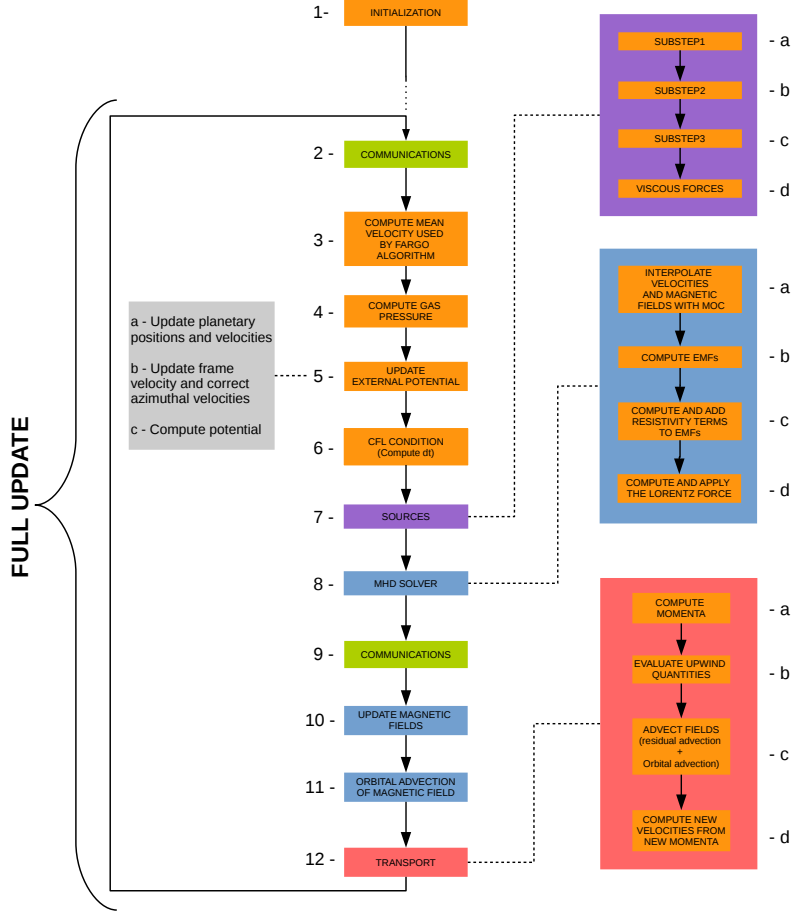 1- INITIALIZATION
FULL UPDATE
2 - COMMUNICATIONS
3 - COMPUTE MEAN
VELOCITY USED
BY FARGO
ALGORITHM
4 - COMPUTE GAS
PRESSURE
a - Update planetary
positions and velocities
b - Update frame
velocity and correct
azimuthal velocities
c - Compute potential
5 - UPDATE
EXTERNAL POTENTIAL
6 - CFL CONDITION
(Compute dt)
7 - SOURCES
8 - MHD SOLVER
9 - COMMUNICATIONS
10 - UPDATE MAGNETIC
FIELDS
11 - ORBITAL ADVECTION
OF MAGNETIC FIELD
12 - TRANSPORT
SUBSTEP1 - a
SUBSTEP2 - b
SUBSTEP3 - c
VISCOUS FORCES - d
INTERPOLATE
VELOCITIES
AND MAGNETIC
FIELDS WITH MOC
- a
COMPUTE EMFs - b
COMPUTE AND ADD
RESISTIVITY TERMS
TO EMFs
- c
COMPUTE AND APPLY
THE LORENTZ FORCE
- d
COMPUTE
MOMENTA
- a
EVALUATE UPWIND
QUANTITIES
- b
ADVECT FIELDS
(residual advection
+
Orbital advection)
- c
COMPUTE NEW
VELOCITIES FROM
NEW MOMENTA
- d